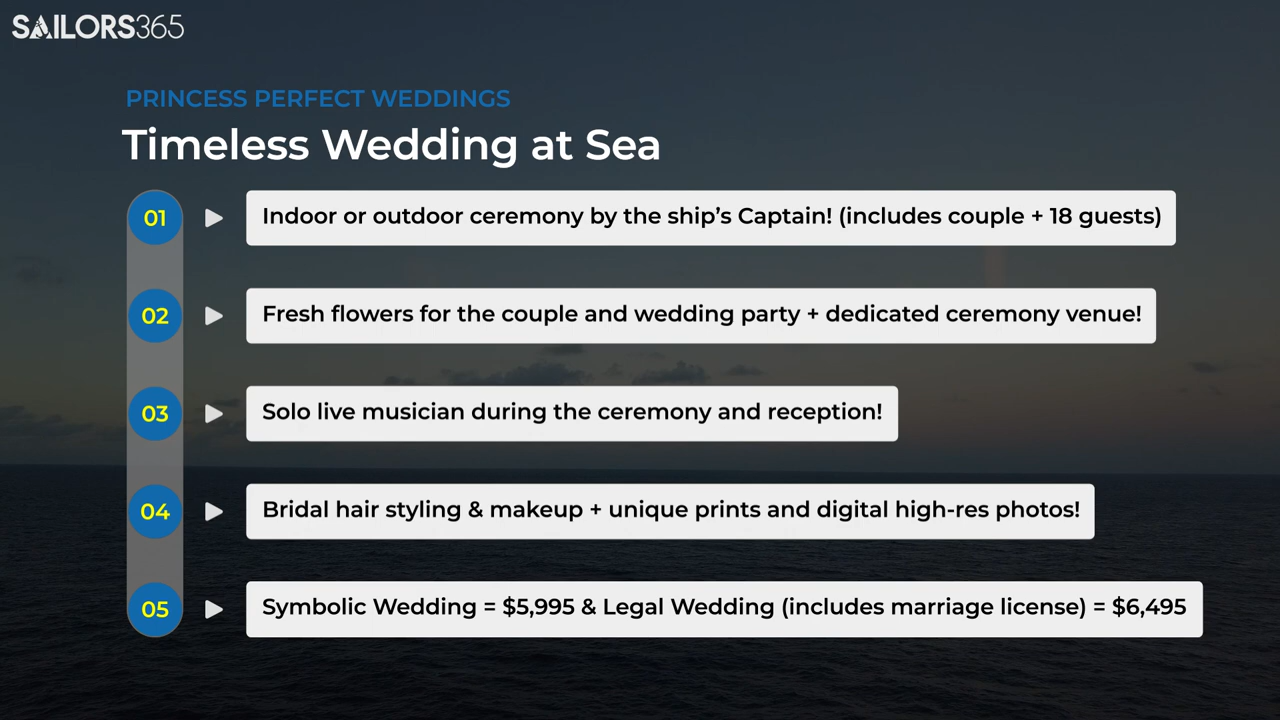 SAILORS365
PRINCESS PERFECT WEDDINGS
Timeless Wedding at Sea
01
Indoor or outdoor ceremony by the ship’s Captain! (includes couple + 18 guests)
02
Fresh flowers for the couple and wedding party + dedicated ceremony venue!
03
Solo live musician during the ceremony and reception!
04
Bridal hair styling & makeup + unique prints and digital high-res photos!
05
Symbolic Wedding = $5,995 & Legal Wedding (includes marriage license) = $6,495